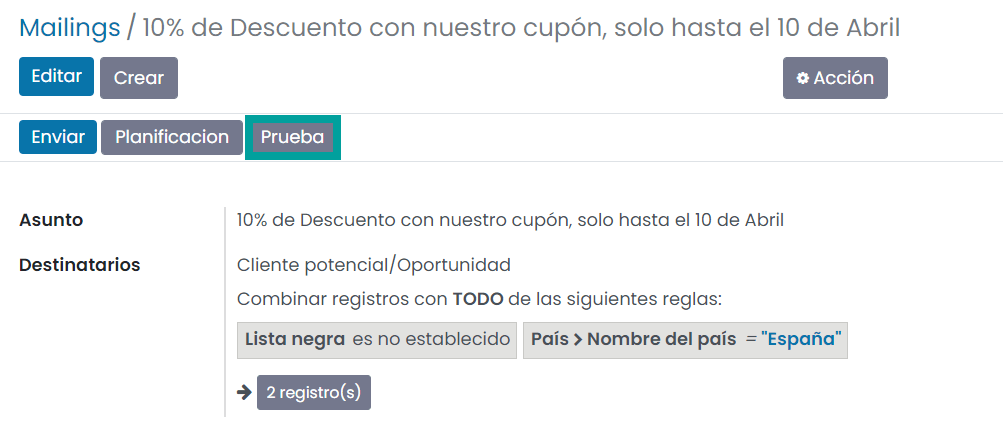 Mailings / 10% de Descuento con nuestro cupón, solo hasta el 10 de Abril
Editar Crear Acción
Enviar Planificacion Prueba
Asunto 10% de Descuento con nuestro cupón, solo hasta el 10 de Abril
Destinatarios Cliente potencial/Oportunidad
Combinar registros con TODO de las siguientes reglas:
Lista negra es no establecido País > Nombre del país = "España"
→ 2 registro(s)